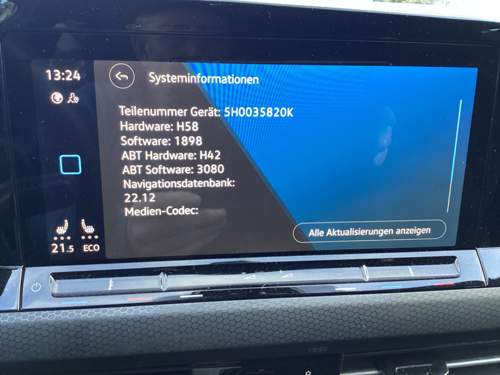 13:24
Systeminformationen
Teilenummer Gerät: 5H0035820K
Hardware: H58
Software: 1898
ABT Hardware: H42
ABT Software: 3080
Navigationsdatenbank:
22.12
Medien-Codec:
Alle Aktualisierungen anzeigen
21.5 ECO